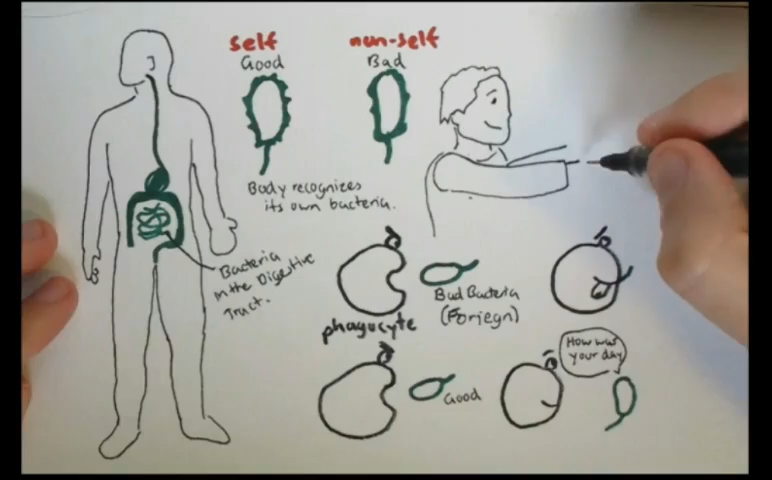 self
Good
non-self
Bad
Body recognizes
its own bacteria.
Bacteria
in the Digestive
Tract.
phagocyte
Bad Bacteria
(Foriegn)
Good
How was
your day